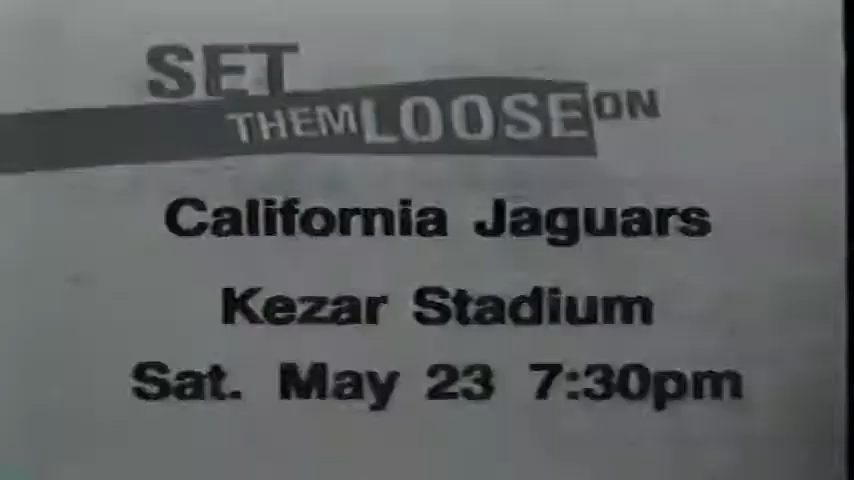 SET
THEM LOOSE ON
California Jaguars
Kezar Stadium
Sat. May 23 7:30pm